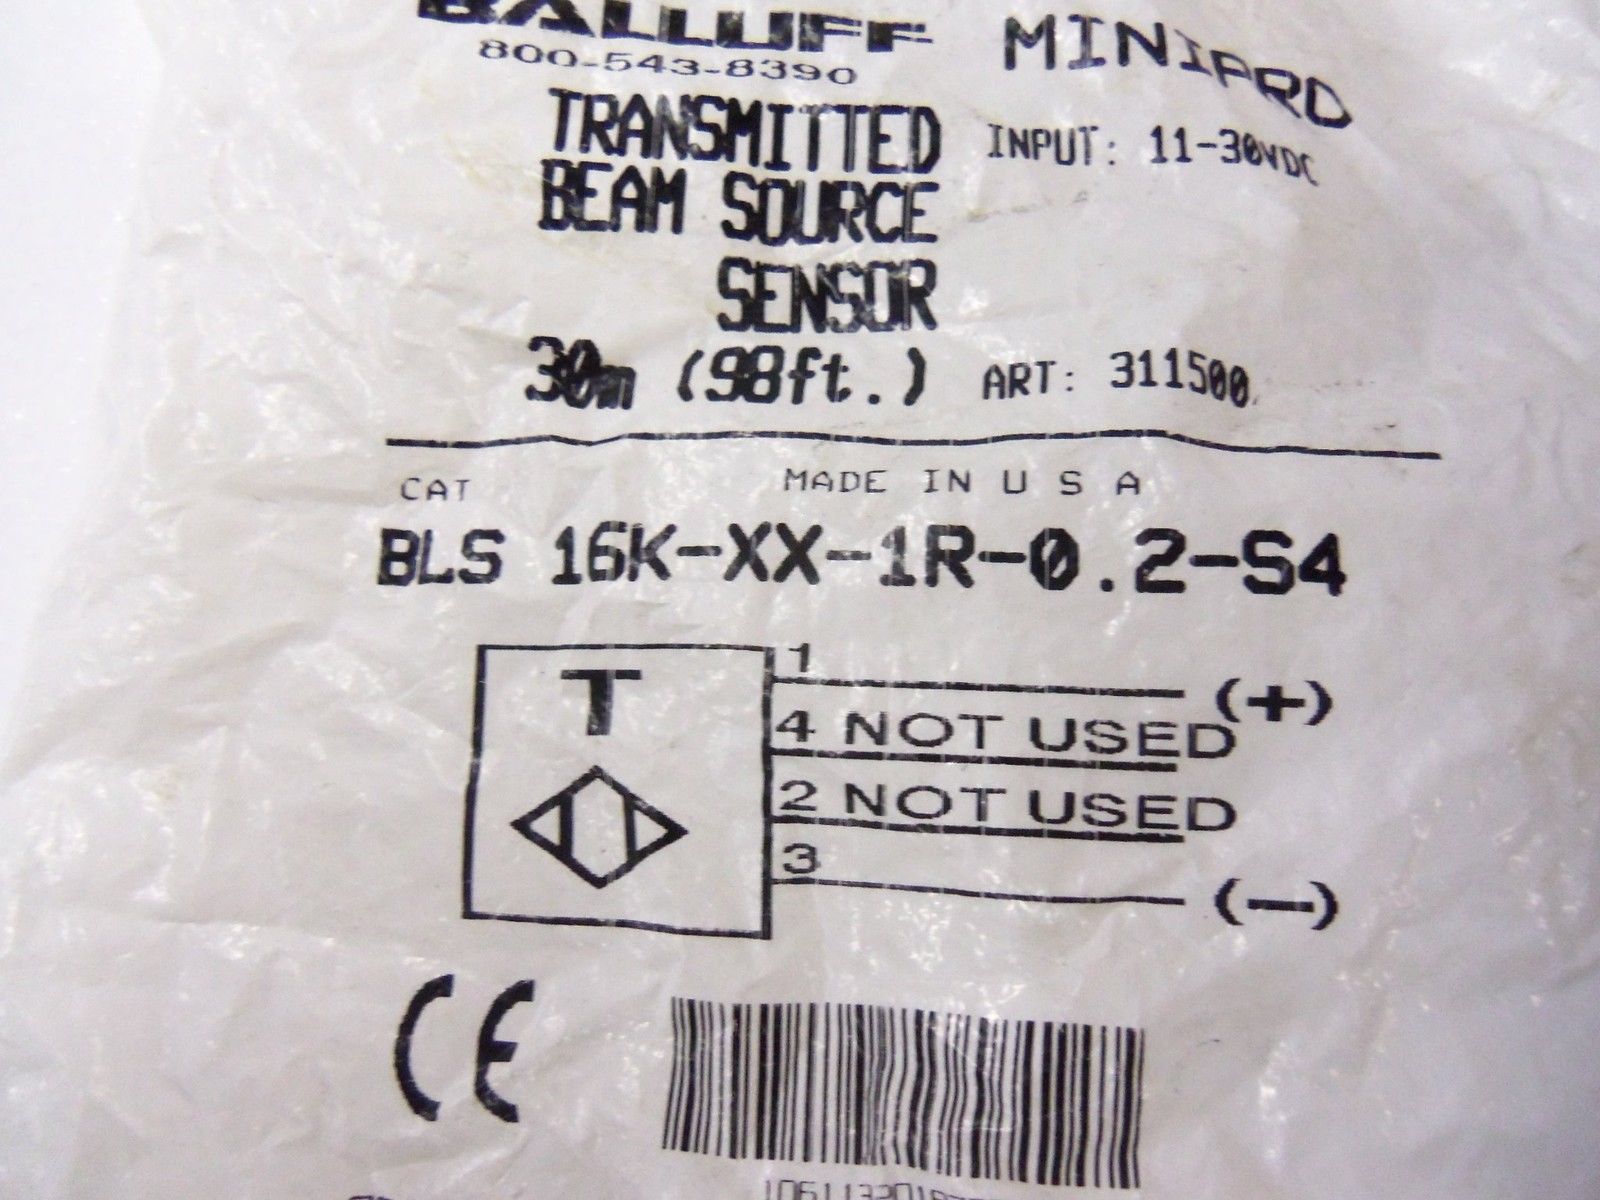 BALLUFF MINIPRO
800-543-8390
TRANSMITTED INPUT: 11-30VDC
BEAM SOURCE
SENSOR
30m (98ft.) ART: 311500
CAT MADE IN U S A
BLS 16K-XX-1R-0.2-S4
T
1 (+)
4 NOT USED
2 NOT USED
3 (—)
CE